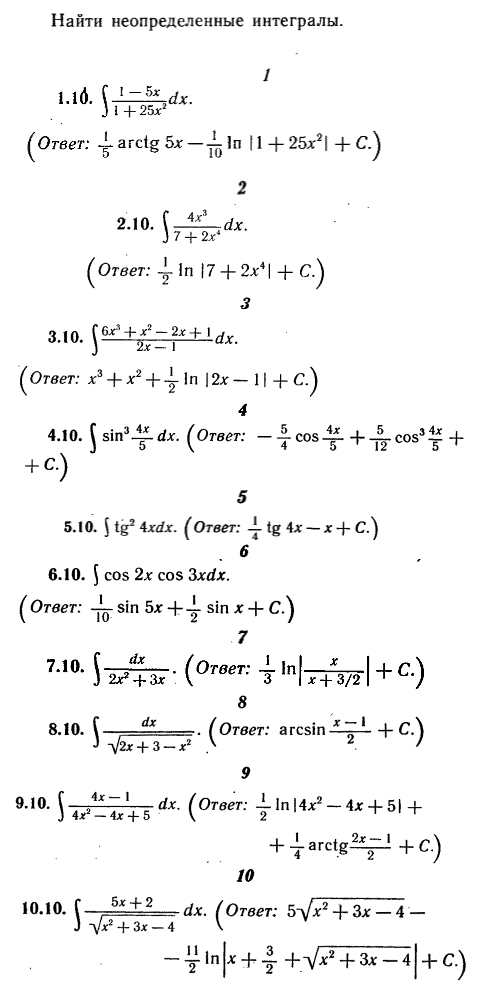 Найти неопределенные интегралы.
1
1.10. ∫ (1 − 5x)/(1 + 25x²) dx.
(Ответ: 1/5 arctg 5x − 1/10 ln |1 + 25x²| + C.)
2
2.10. ∫ 4x³/(7 + 2x⁴) dx.
(Ответ: 1/2 ln |7 + 2x⁴| + C.)
3
3.10. ∫ (6x³ + x² − 2x + 1)/(2x − 1) dx.
(Ответ: x³ + x² + 1/2 ln |2x − 1| + C.)
4
4.10. ∫ sin³ 4x/5 dx. (Ответ: − 5/4 cos 4x/5 + 5/12 cos³ 4x/5 +
+ C.)
5
5.10. ∫ tg² 4xdx. (Ответ: 1/4 tg 4x − x + C.)
6
6.10. ∫ cos 2x cos 3xdx.
(Ответ: 1/10 sin 5x + 1/2 sin x + C.)
7
7.10. ∫ dx/(2x² + 3x). (Ответ: 1/3 ln |x/(x + 3/2)| + C.)
8
8.10. ∫ dx/√(2x + 3 − x²). (Ответ: arcsin (x − 1)/2 + C.)
9
9.10. ∫ (4x − 1)/(4x² − 4x + 5) dx. (Ответ: 1/2 ln |4x² − 4x + 5| +
+ 1/4 arctg (2x − 1)/2 + C.)
10
10.10. ∫ (5x + 2)/√(x² + 3x − 4) dx. (Ответ: 5√(x² + 3x − 4) −
− 11/2 ln |x + 3/2 + √(x² + 3x − 4)| + C.)